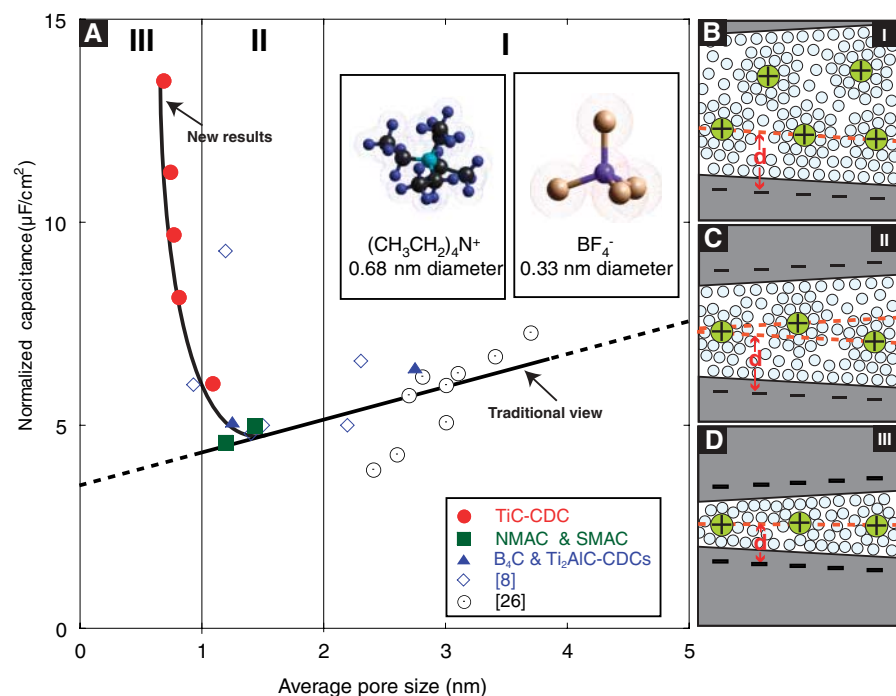 15
10
5
0
0
1
2
3
4
5
Normalized capacitance(μF/cm²)
Average pore size (nm)
A
III
II
I
New results
(CH₃CH₂)₄N⁺
0.68 nm diameter
BF₄⁻
0.33 nm diameter
Traditional view
TiC-CDC
NMAC & SMAC
B₄C & Ti₂AlC-CDCs
[8]
[26]
B
I
d
C
II
d
D
III
d